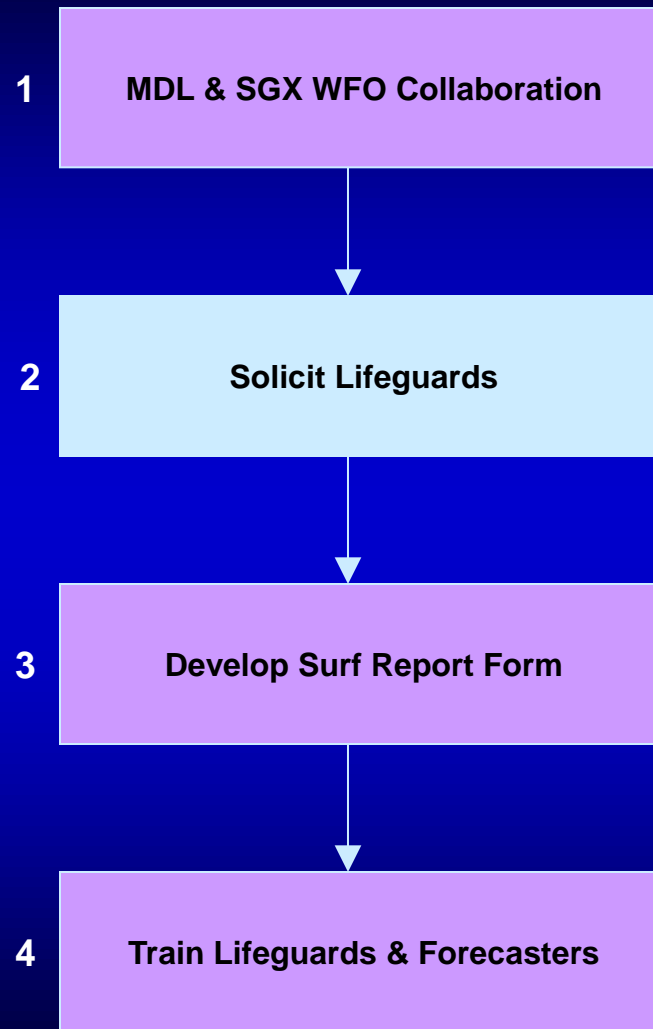 1 MDL & SGX WFO Collaboration
2 Solicit Lifeguards
3 Develop Surf Report Form
4 Train Lifeguards & Forecasters